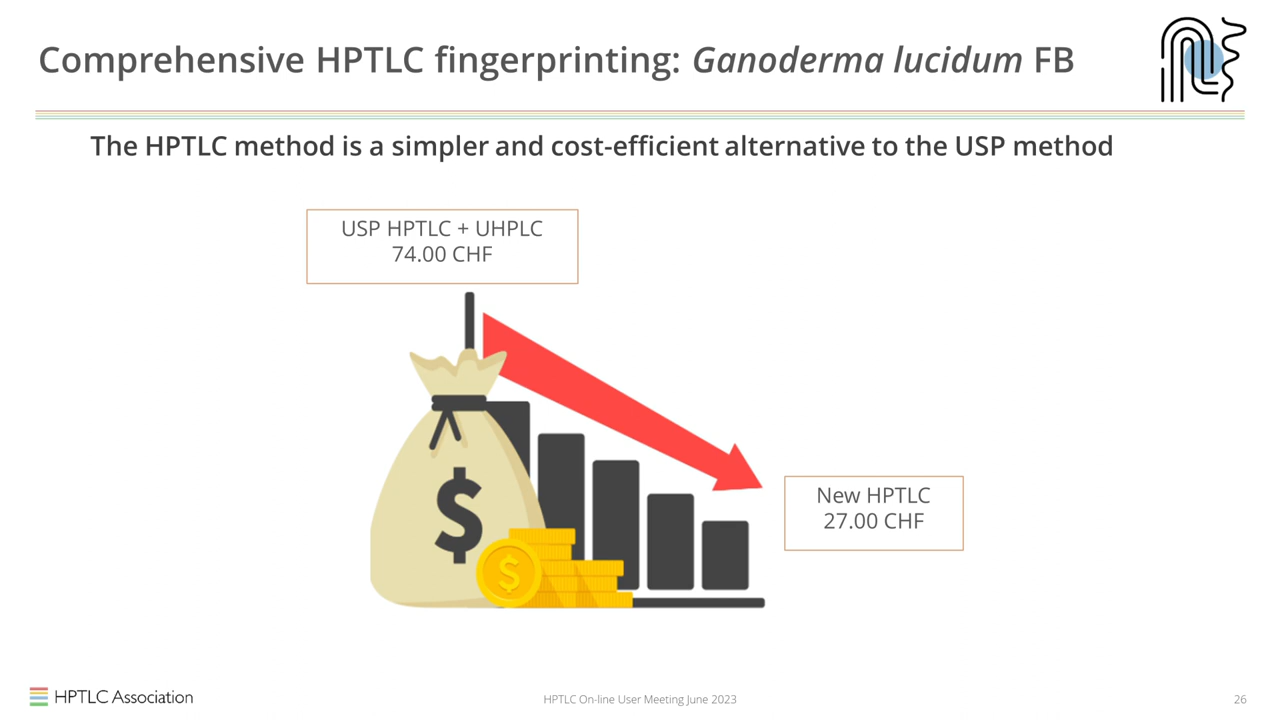 Comprehensive HPTLC fingerprinting: Ganoderma lucidum FB
The HPTLC method is a simpler and cost-efficient alternative to the USP method
USP HPTLC + UHPLC
74.00 CHF
$
$
New HPTLC
27.00 CHF
HPTLC Association
HPTLC On-line User Meeting June 2023
26